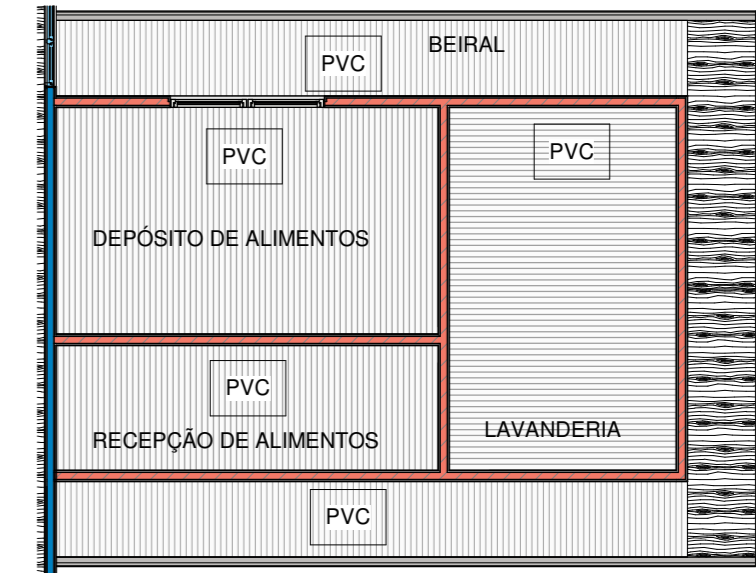 BEIRAL
PVC
PVC
PVC
DEPÓSITO DE ALIMENTOS
PVC
RECEPÇÃO DE ALIMENTOS
LAVANDERIA
PVC